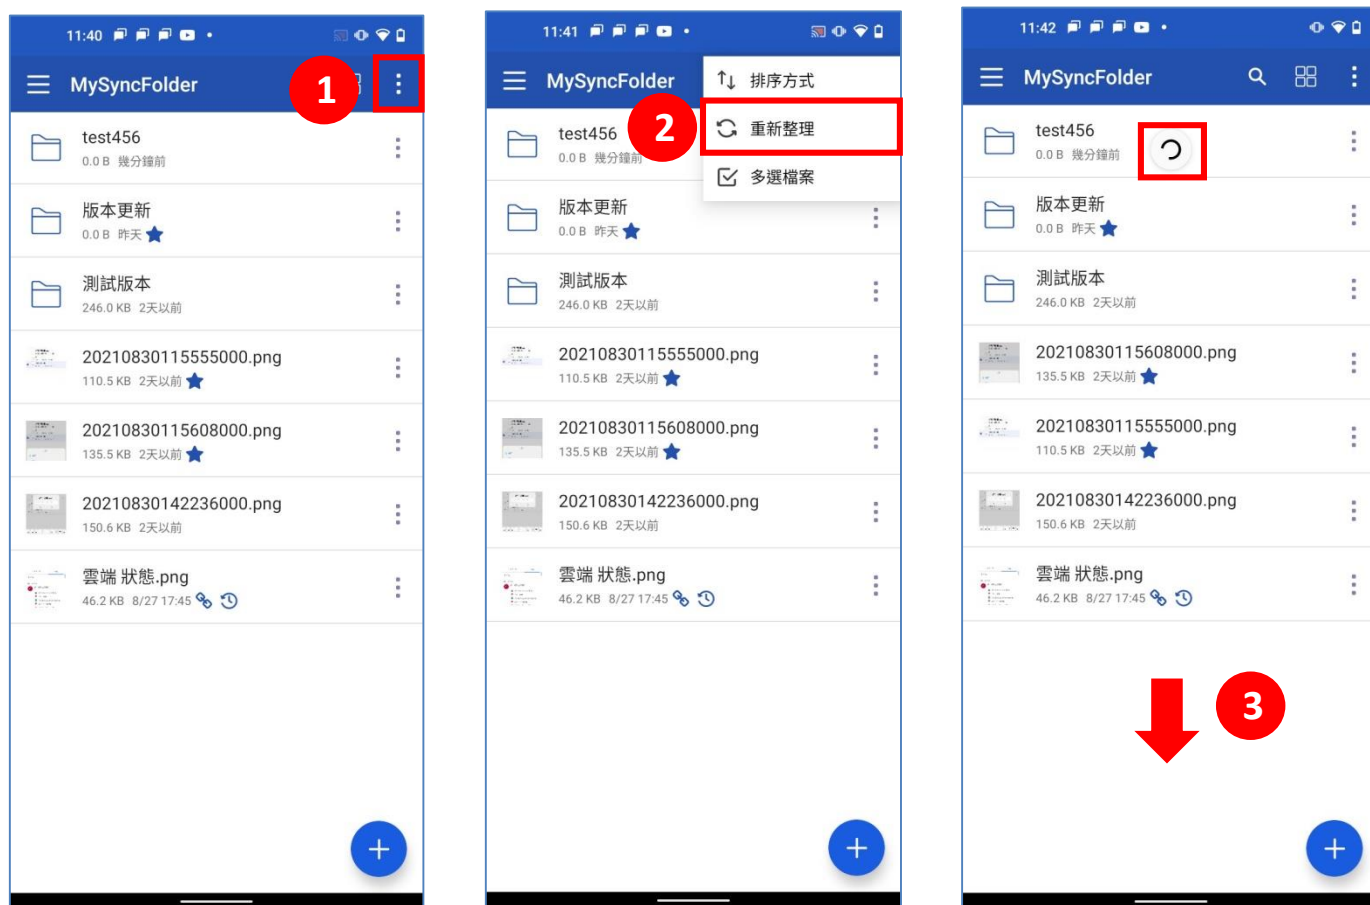 11:40
MySyncFolder
1
test456
0.0 B 幾分鐘前
版本更新
0.0 B 昨天
測試版本
246.0 KB 2天以前
20210830115555000.png
110.5 KB 2天以前
20210830115608000.png
135.5 KB 2天以前
20210830142236000.png
150.6 KB 2天以前
雲端 狀態.png
46.2 KB 8/27 17:45
11:41
MySyncFolder
排序方式
2
重新整理
多選檔案
test456
0.0 B 幾分鐘前
版本更新
0.0 B 昨天
測試版本
246.0 KB 2天以前
20210830115555000.png
110.5 KB 2天以前
20210830115608000.png
135.5 KB 2天以前
20210830142236000.png
150.6 KB 2天以前
雲端 狀態.png
46.2 KB 8/27 17:45
11:42
MySyncFolder
test456
0.0 B 幾分鐘前
版本更新
0.0 B 昨天
測試版本
246.0 KB 2天以前
20210830115608000.png
135.5 KB 2天以前
20210830115555000.png
110.5 KB 2天以前
20210830142236000.png
150.6 KB 2天以前
雲端 狀態.png
46.2 KB 8/27 17:45
3